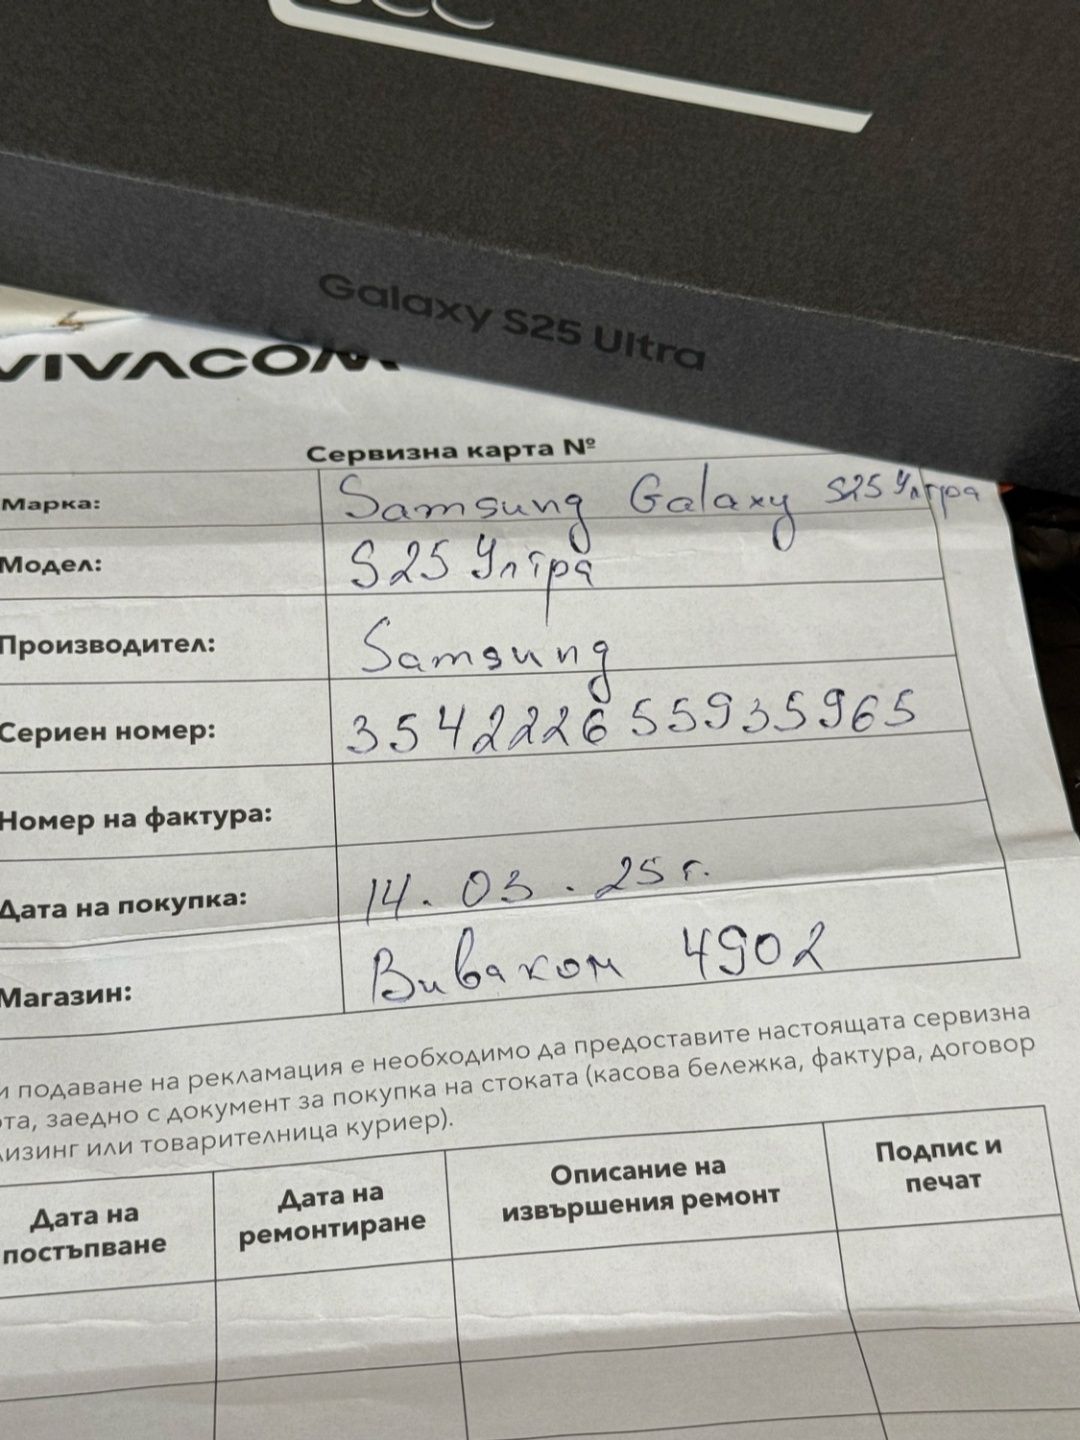 Galaxy S25 Ultra
VIVACOM
Сервизна карта №
Марка: Samsung Galaxy S25 Ултра
Модел: S25 Ултра
Производител: Samsung
Сериен номер: 354222655935965
Номер на фактура:
Дата на покупка: 14.03.25г.
Магазин: Виваком 4902
и подаване на рекламация е необходимо да предоставите настоящата сервизна
рта, заедно с документ за покупка на стоката (касова бележка, фактура, договор
лизинг или товарителница куриер).
Дата на
постъпване
Дата на
ремонтиране
Описание на
извършения ремонт
Подпис и
печат